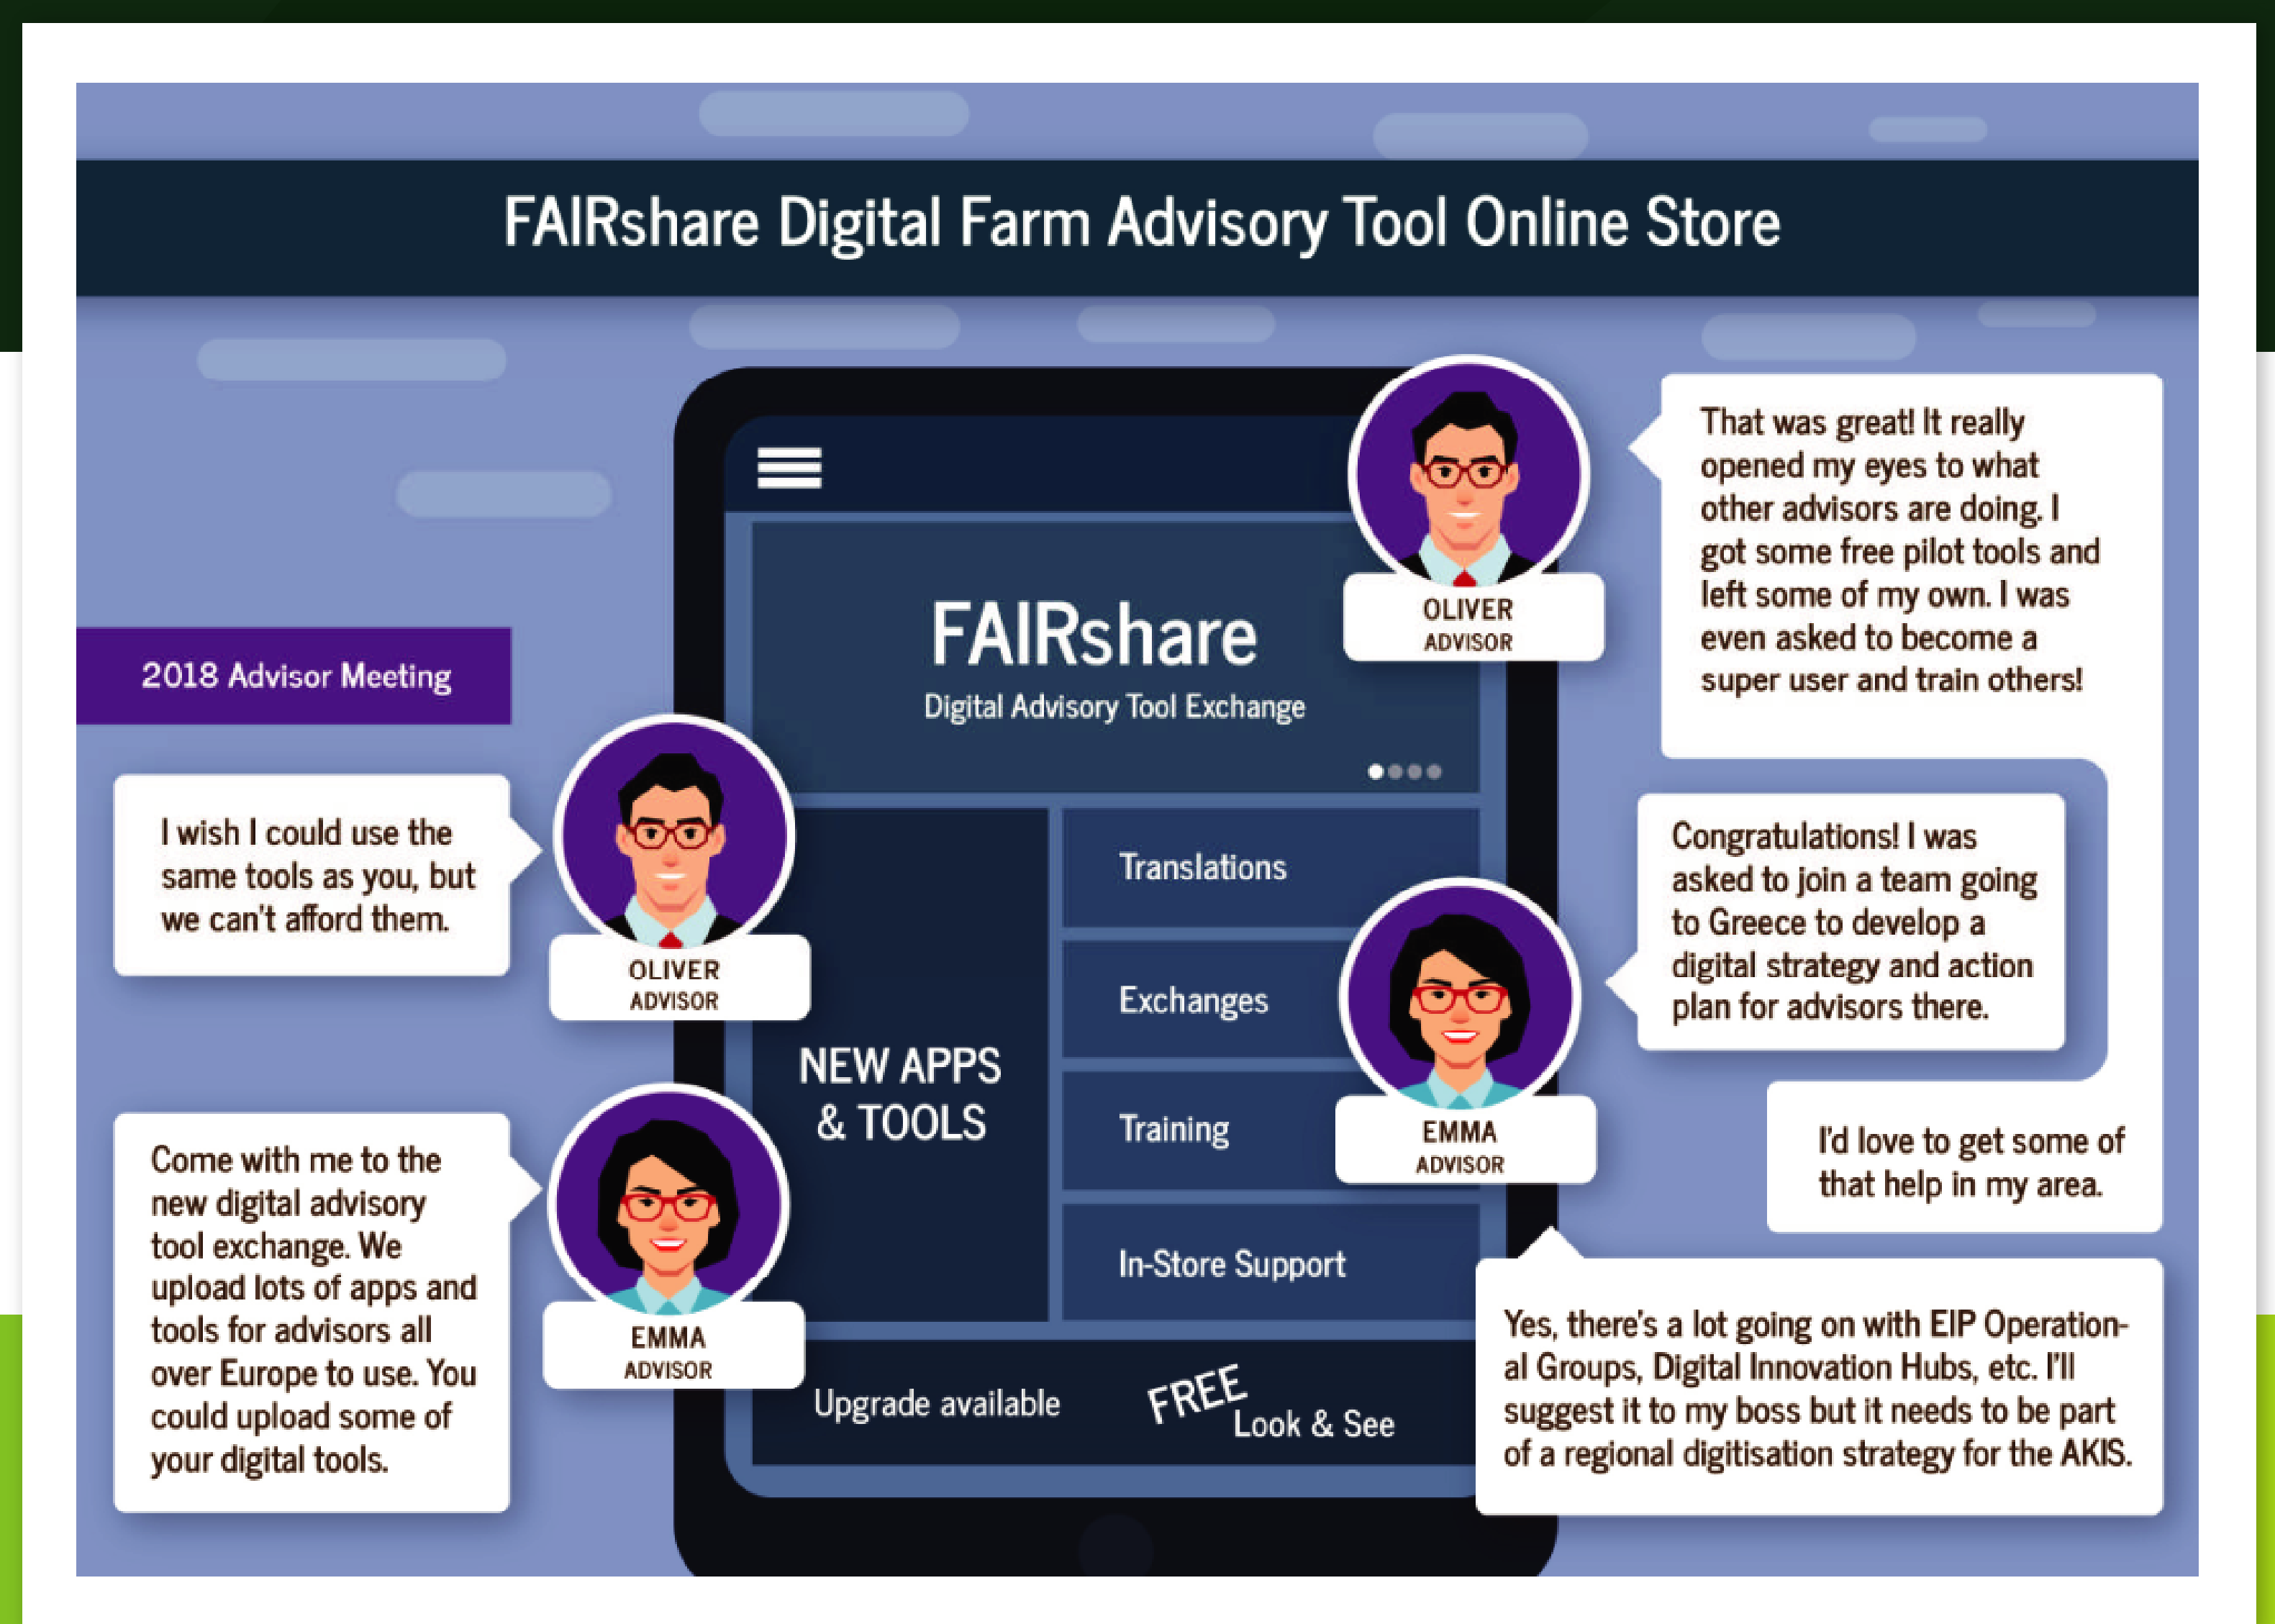 FAIRshare Digital Farm Advisory Tool Online Store
2018 Advisor Meeting
I wish I could use the
same tools as you, but
we can't afford them.
OLIVER
ADVISOR
Come with me to the
new digital advisory
tool exchange. We
upload lots of apps and
tools for advisors all
over Europe to use. You
could upload some of
your digital tools.
EMMA
ADVISOR
FAIRshare
Digital Advisory Tool Exchange
NEW APPS
& TOOLS
Translations
Exchanges
Training
In-Store Support
Upgrade available
FREE
Look & See
OLIVER
ADVISOR
That was great! It really
opened my eyes to what
other advisors are doing. I
got some free pilot tools and
left some of my own. I was
even asked to become a
super user and train others!
EMMA
ADVISOR
Congratulations! I was
asked to join a team going
to Greece to develop a
digital strategy and action
plan for advisors there.
I'd love to get some of
that help in my area.
Yes, there's a lot going on with EIP Operation-
al Groups, Digital Innovation Hubs, etc. I'll
suggest it to my boss but it needs to be part
of a regional digitisation strategy for the AKIS.